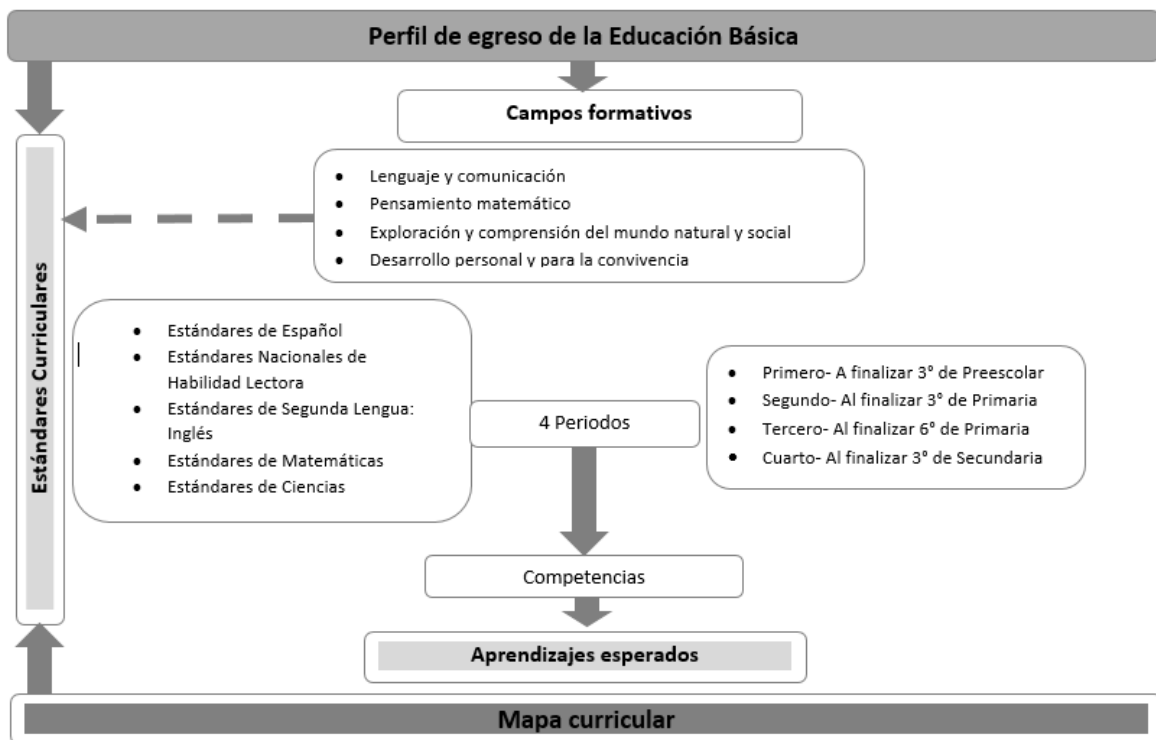 Perfil de egreso de la Educación Básica
Campos formativos
• Lenguaje y comunicación
• Pensamiento matemático
• Exploración y comprensión del mundo natural y social
• Desarrollo personal y para la convivencia
Estándares Curriculares
• Estándares de Español
• Estándares Nacionales de
Habilidad Lectora
• Estándares de Segunda Lengua:
Inglés
• Estándares de Matemáticas
• Estándares de Ciencias
4 Periodos
• Primero- A finalizar 3° de Preescolar
• Segundo- Al finalizar 3° de Primaria
• Tercero- Al finalizar 6° de Primaria
• Cuarto- Al finalizar 3° de Secundaria
Competencias
Aprendizajes esperados
Mapa curricular